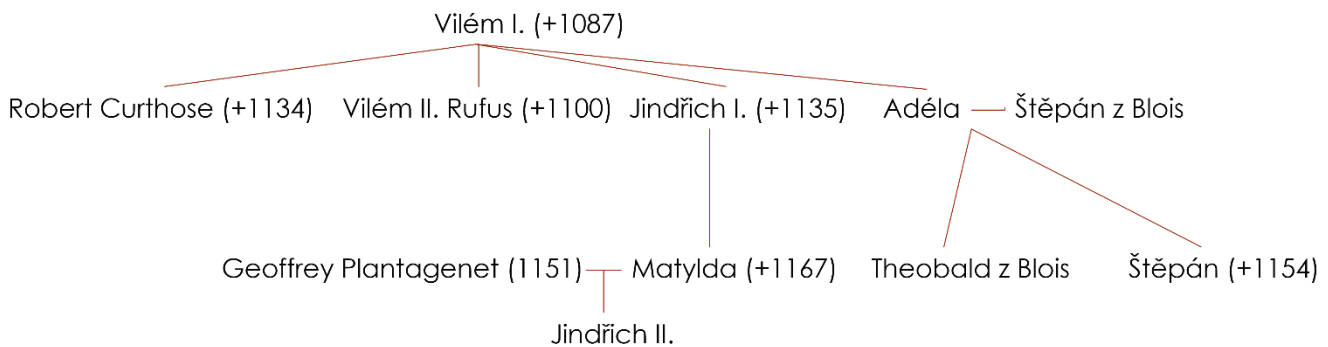 Vilém I. (+1087)
Robert Curthose (+1134) Vilém II. Rufus (+1100) Jindřich I. (+1135) Adéla Štěpán z Blois
Geoffrey Plantagenet (1151) Matylda (+1167) Theobald z Blois Štěpán (+1154)
Jindřich II.